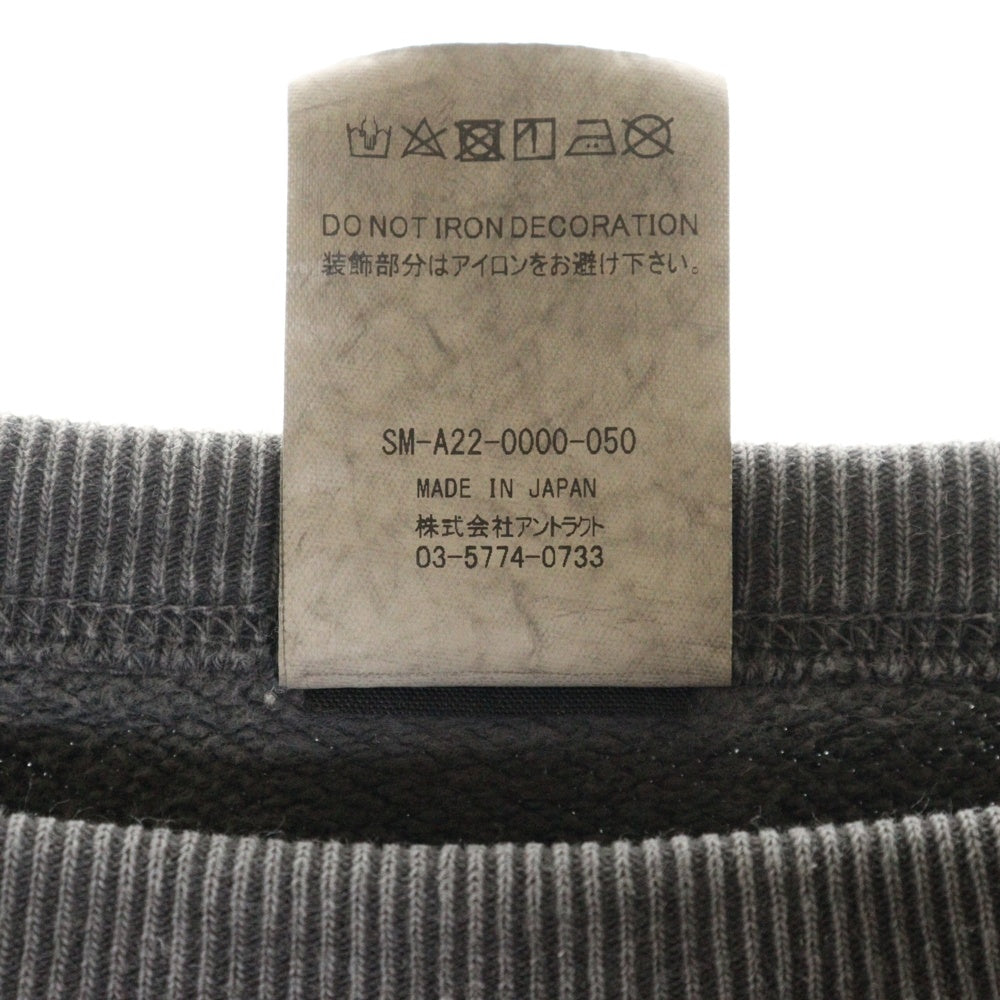 DO NOT IRON DECORATION
装飾部分はアイロンをお避け下さい。
SM-A22-0000-050
MADE IN JAPAN
株式会社アントラクト
03-5774-0733